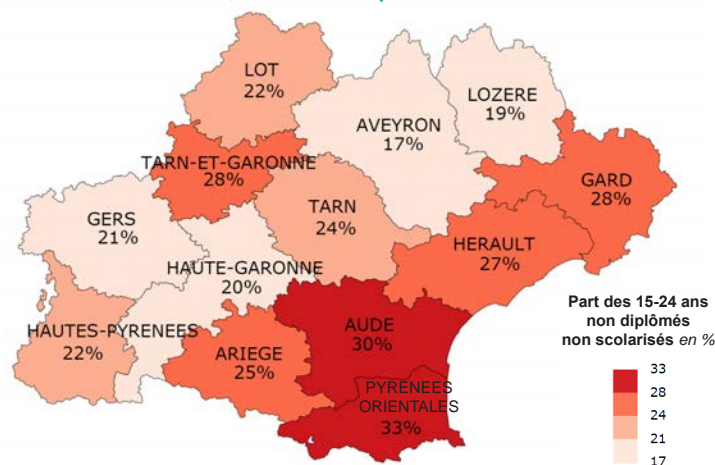 LOT
22%
AVEYRON
17%
LOZERE
19%
TARN-ET-GARONNE
28%
GARD
28%
GERS
21%
TARN
24%
HERAULT
27%
HAUTE-GARONNE
20%
HAUTES-PYRENEES
22%
ARIEGE
25%
AUDE
30%
PYRENEES
ORIENTALES
33%
Part des 15-24 ans
non diplômés
non scolarisés en %
33
28
24
21
17